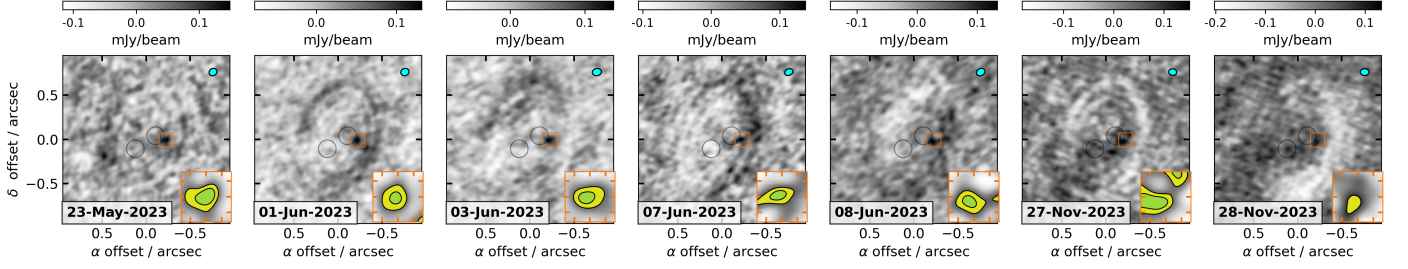 -0.1 0.0 0.1 0.0 0.1 -0.1 0.0 0.1 -0.1 0.0 0.1 -0.1 0.0 0.1 -0.1 0.0 0.1 -0.2 -0.1 0.0 0.1
mJy/beam mJy/beam mJy/beam mJy/beam mJy/beam mJy/beam mJy/beam
δ offset / arcsec
0.5
0.0
−0.5
23-May-2023 01-Jun-2023 03-Jun-2023 07-Jun-2023 08-Jun-2023 27-Nov-2023 28-Nov-2023
0.5 0.0 −0.5 0.5 0.0 −0.5 0.5 0.0 −0.5 0.5 0.0 −0.5 0.5 0.0 −0.5 0.5 0.0 −0.5 0.5 0.0 −0.5
α offset / arcsec α offset / arcsec α offset / arcsec α offset / arcsec α offset / arcsec α offset / arcsec α offset / arcsec